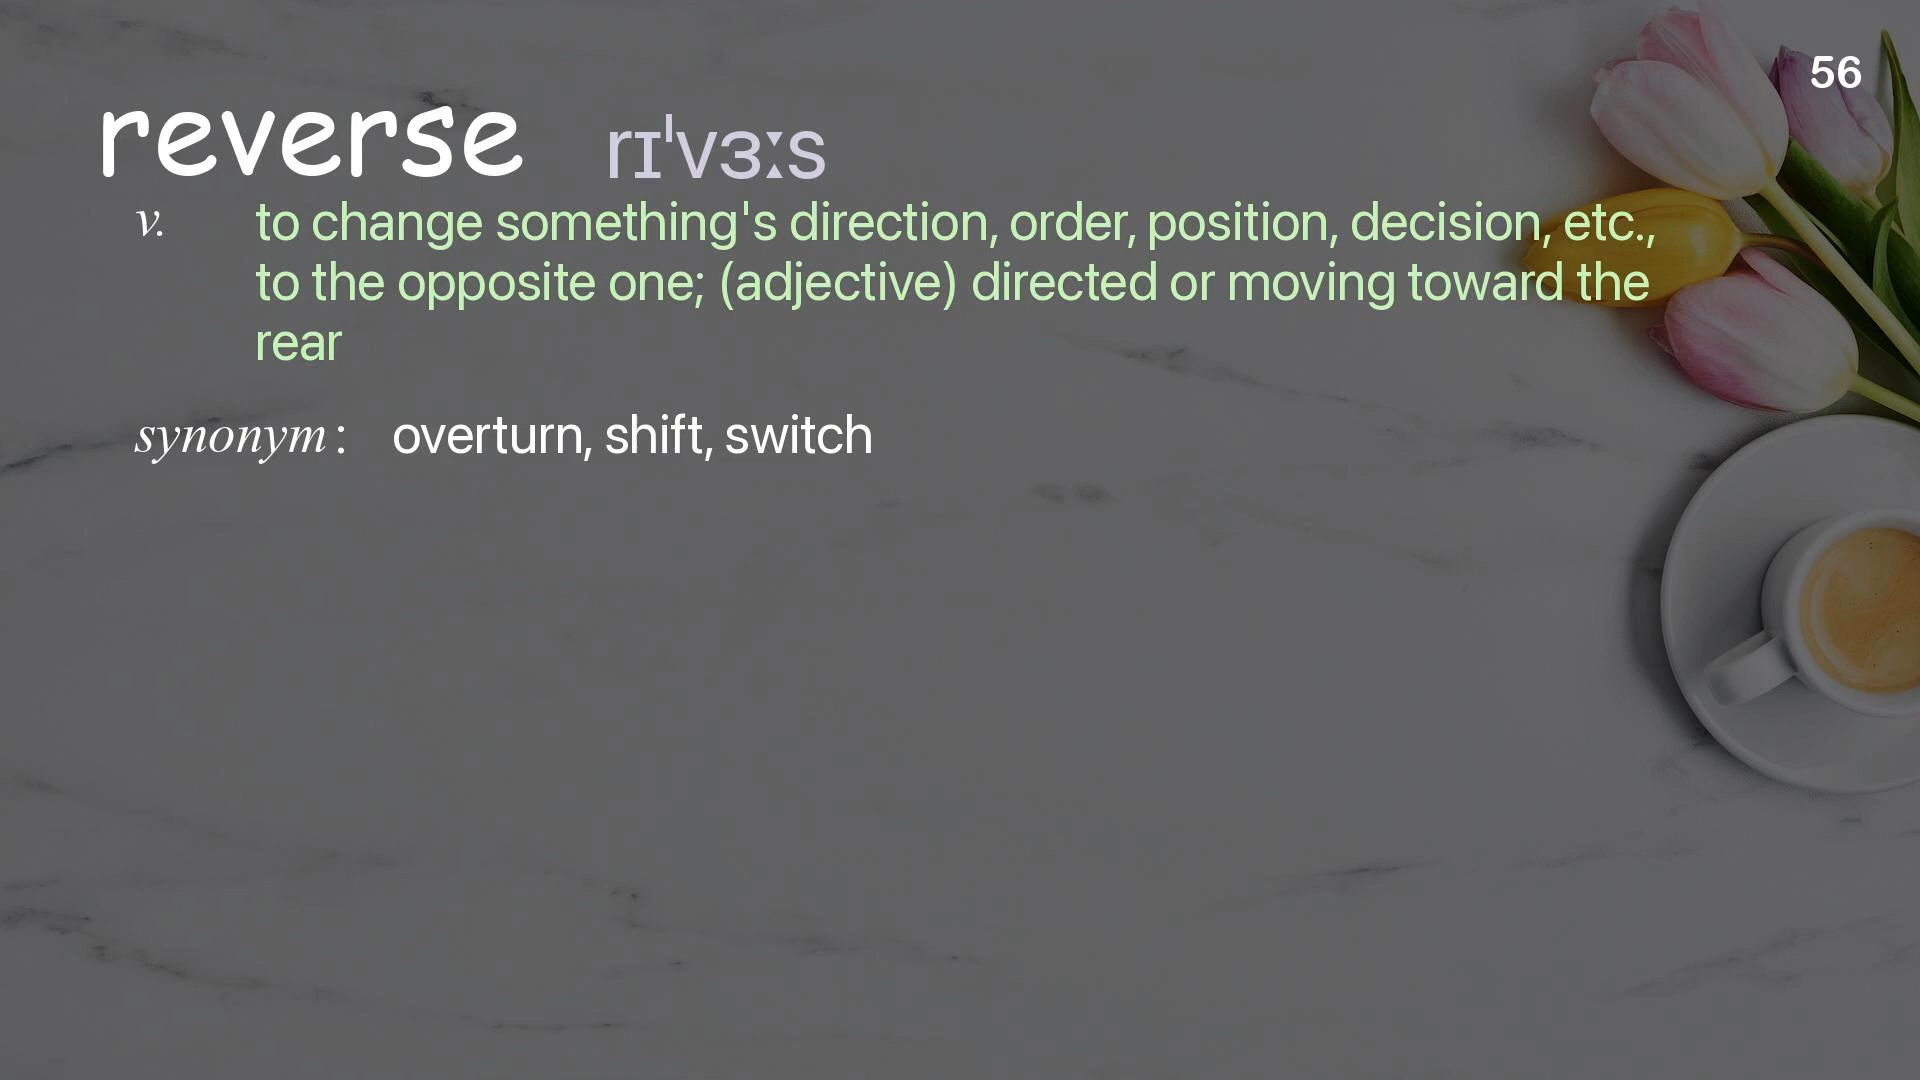 56
reverse rɪˈvɜːs
v. to change something's direction, order, position, decision, etc.,
to the opposite one; (adjective) directed or moving toward the
rear
synonym : overturn, shift, switch